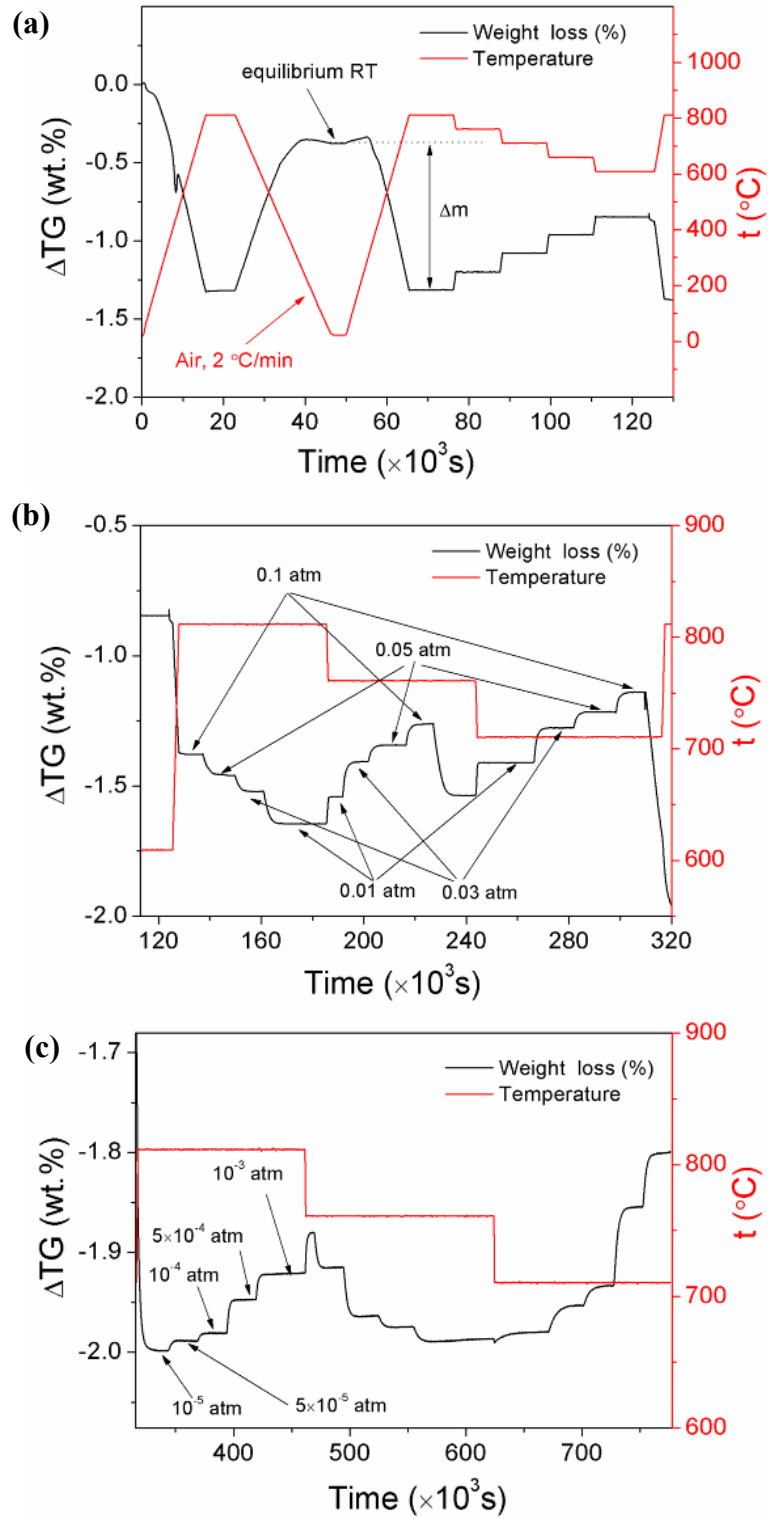 (a)
Weight loss (%)
Temperature
equilibrium RT
Δm
Air, 2 °C/min
ΔTG (wt.%)
0.0
-0.5
-1.0
-1.5
-2.0
t (°C)
1000
800
600
400
200
0
0 20 40 60 80 100 120
Time (×10³s)
(b)
Weight loss (%)
Temperature
0.1 atm
0.05 atm
0.01 atm
0.03 atm
ΔTG (wt.%)
-0.5
-1.0
-1.5
-2.0
t (°C)
900
800
700
600
120 160 200 240 280 320
Time (×10³s)
(c)
Weight loss (%)
Temperature
10⁻³ atm
5×10⁻⁴ atm
10⁻⁴ atm
10⁻⁵ atm
5×10⁻⁵ atm
ΔTG (wt.%)
-1.7
-1.8
-1.9
-2.0
t (°C)
900
800
700
600
400 500 600 700
Time (×10³s)